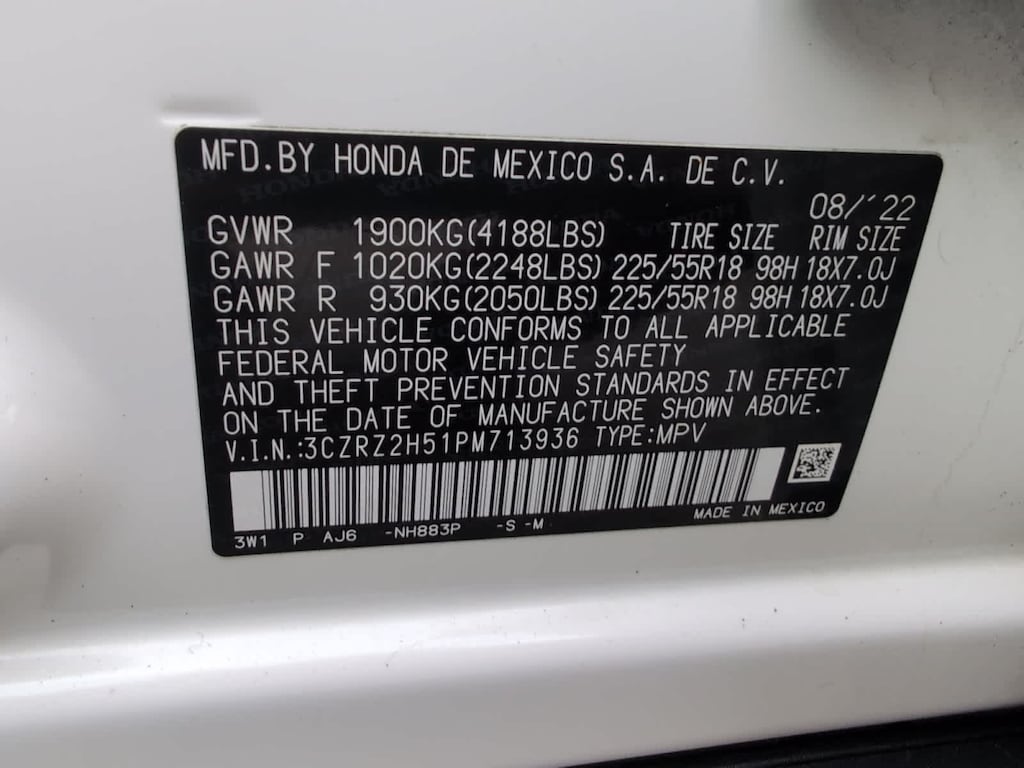 MFD.BY HONDA DE MEXICO S.A. DE C.V.
08/'22
GVWR 1900KG(4188LBS) TIRE SIZE RIM SIZE
GAWR F 1020KG(2248LBS) 225/55R18 98H 18X7.0J
GAWR R 930KG(2050LBS) 225/55R18 98H 18X7.0J
THIS VEHICLE CONFORMS TO ALL APPLICABLE
FEDERAL MOTOR VEHICLE SAFETY
AND THEFT PREVENTION STANDARDS IN EFFECT
ON THE DATE OF MANUFACTURE SHOWN ABOVE.
V.I.N.:3CZRZ2H51PM713936 TYPE:MPV
MADE IN MEXICO
3W1 P AJ6 -NH883P -S -M